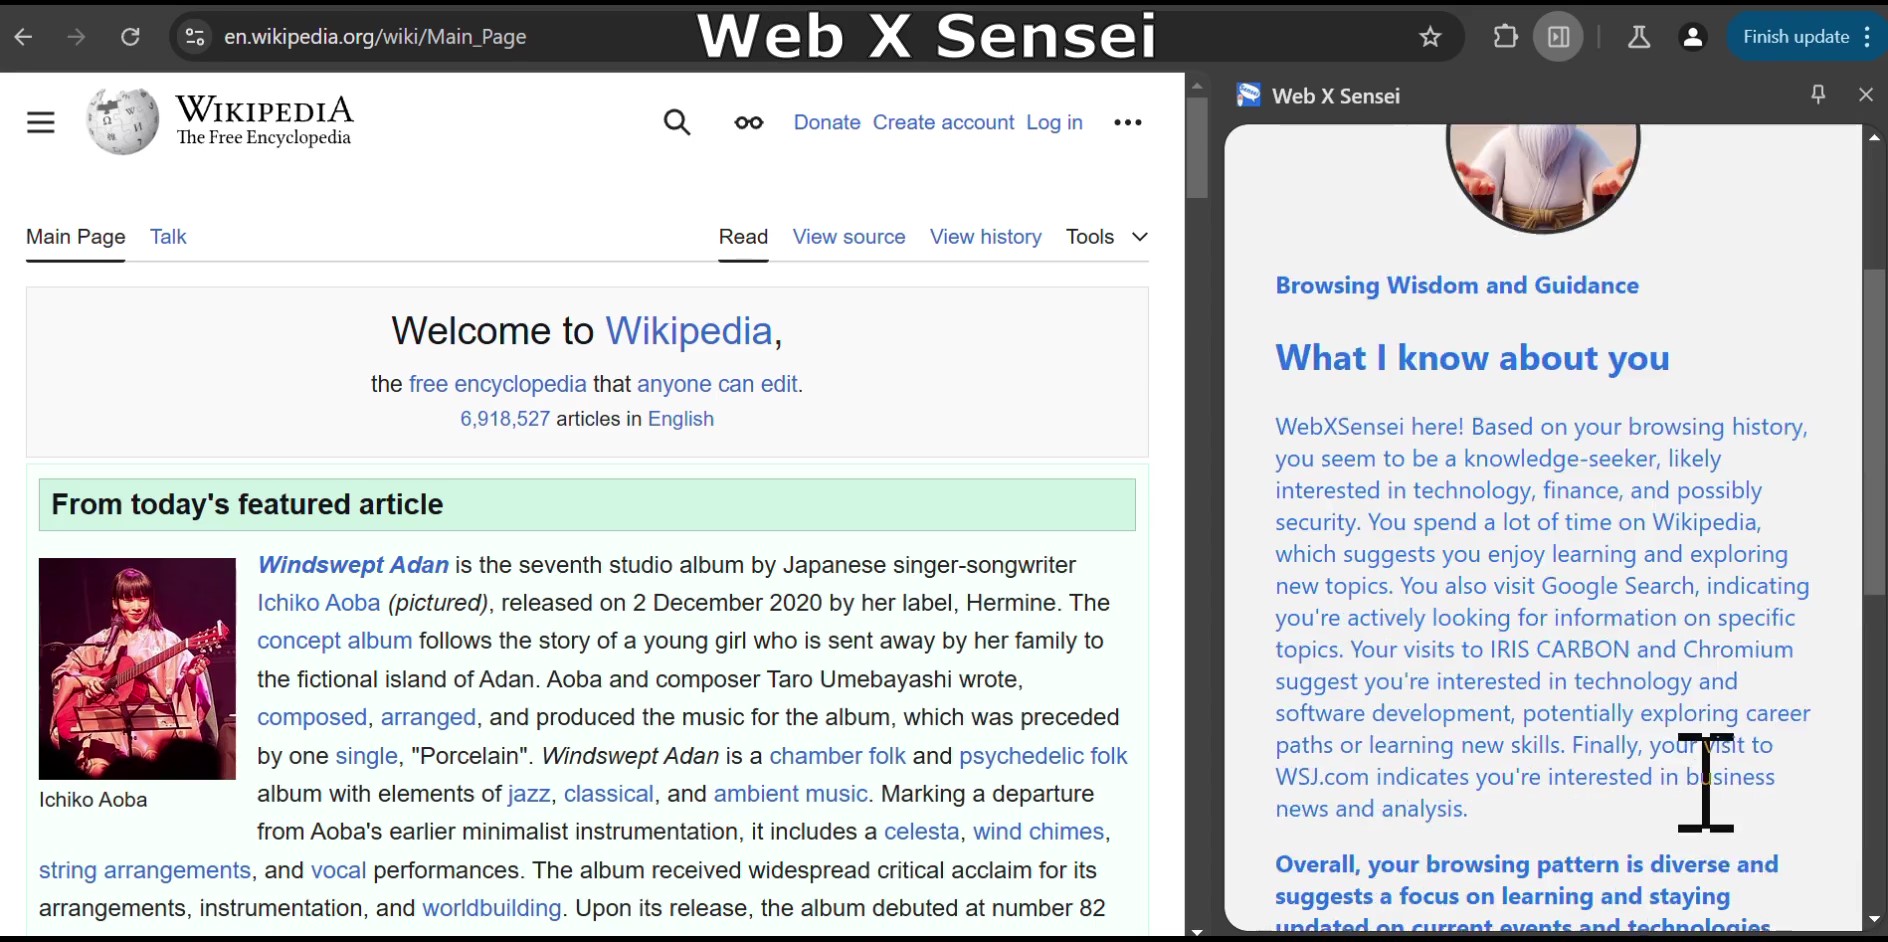 en.wikipedia.org/wiki/Main_Page
Web X Sensei
Finish update
WIKIPEDIA
The Free Encyclopedia
Donate Create account Log in
Main Page Talk
Read View source View history Tools
Welcome to Wikipedia,
the free encyclopedia that anyone can edit.
6,918,527 articles in English
From today's featured article
Windswept Adan is the seventh studio album by Japanese singer-songwriter
Ichiko Aoba (pictured), released on 2 December 2020 by her label, Hermine. The
concept album follows the story of a young girl who is sent away by her family to
the fictional island of Adan. Aoba and composer Taro Umebayashi wrote,
composed, arranged, and produced the music for the album, which was preceded
by one single, "Porcelain". Windswept Adan is a chamber folk and psychedelic folk
album with elements of jazz, classical, and ambient music. Marking a departure
from Aoba's earlier minimalist instrumentation, it includes a celesta, wind chimes,
string arrangements, and vocal performances. The album received widespread critical acclaim for its
arrangements, instrumentation, and worldbuilding. Upon its release, the album debuted at number 82
Ichiko Aoba
Web X Sensei
Browsing Wisdom and Guidance
What I know about you
WebXSensei here! Based on your browsing history,
you seem to be a knowledge-seeker, likely
interested in technology, finance, and possibly
security. You spend a lot of time on Wikipedia,
which suggests you enjoy learning and exploring
new topics. You also visit Google Search, indicating
you're actively looking for information on specific
topics. Your visits to IRIS CARBON and Chromium
suggest you're interested in technology and
software development, potentially exploring career
paths or learning new skills. Finally, your visit to
WSJ.com indicates you're interested in business
news and analysis.
Overall, your browsing pattern is diverse and
suggests a focus on learning and staying
updated on current events and technologies